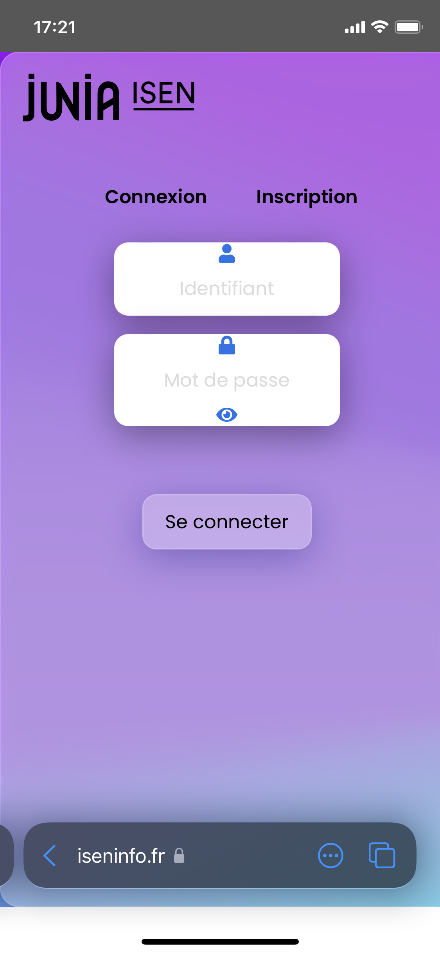 17:21
JUNIA ISEN
Connexion Inscription
Identifiant
Mot de passe
Se connecter
iseninfo.fr